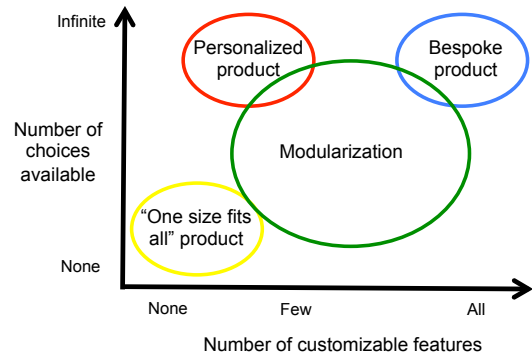 Infinite
Personalized
product
Bespoke
product
Number of
choices
available
Modularization
“One size fits
all” product
None
None
Few
All
Number of customizable features